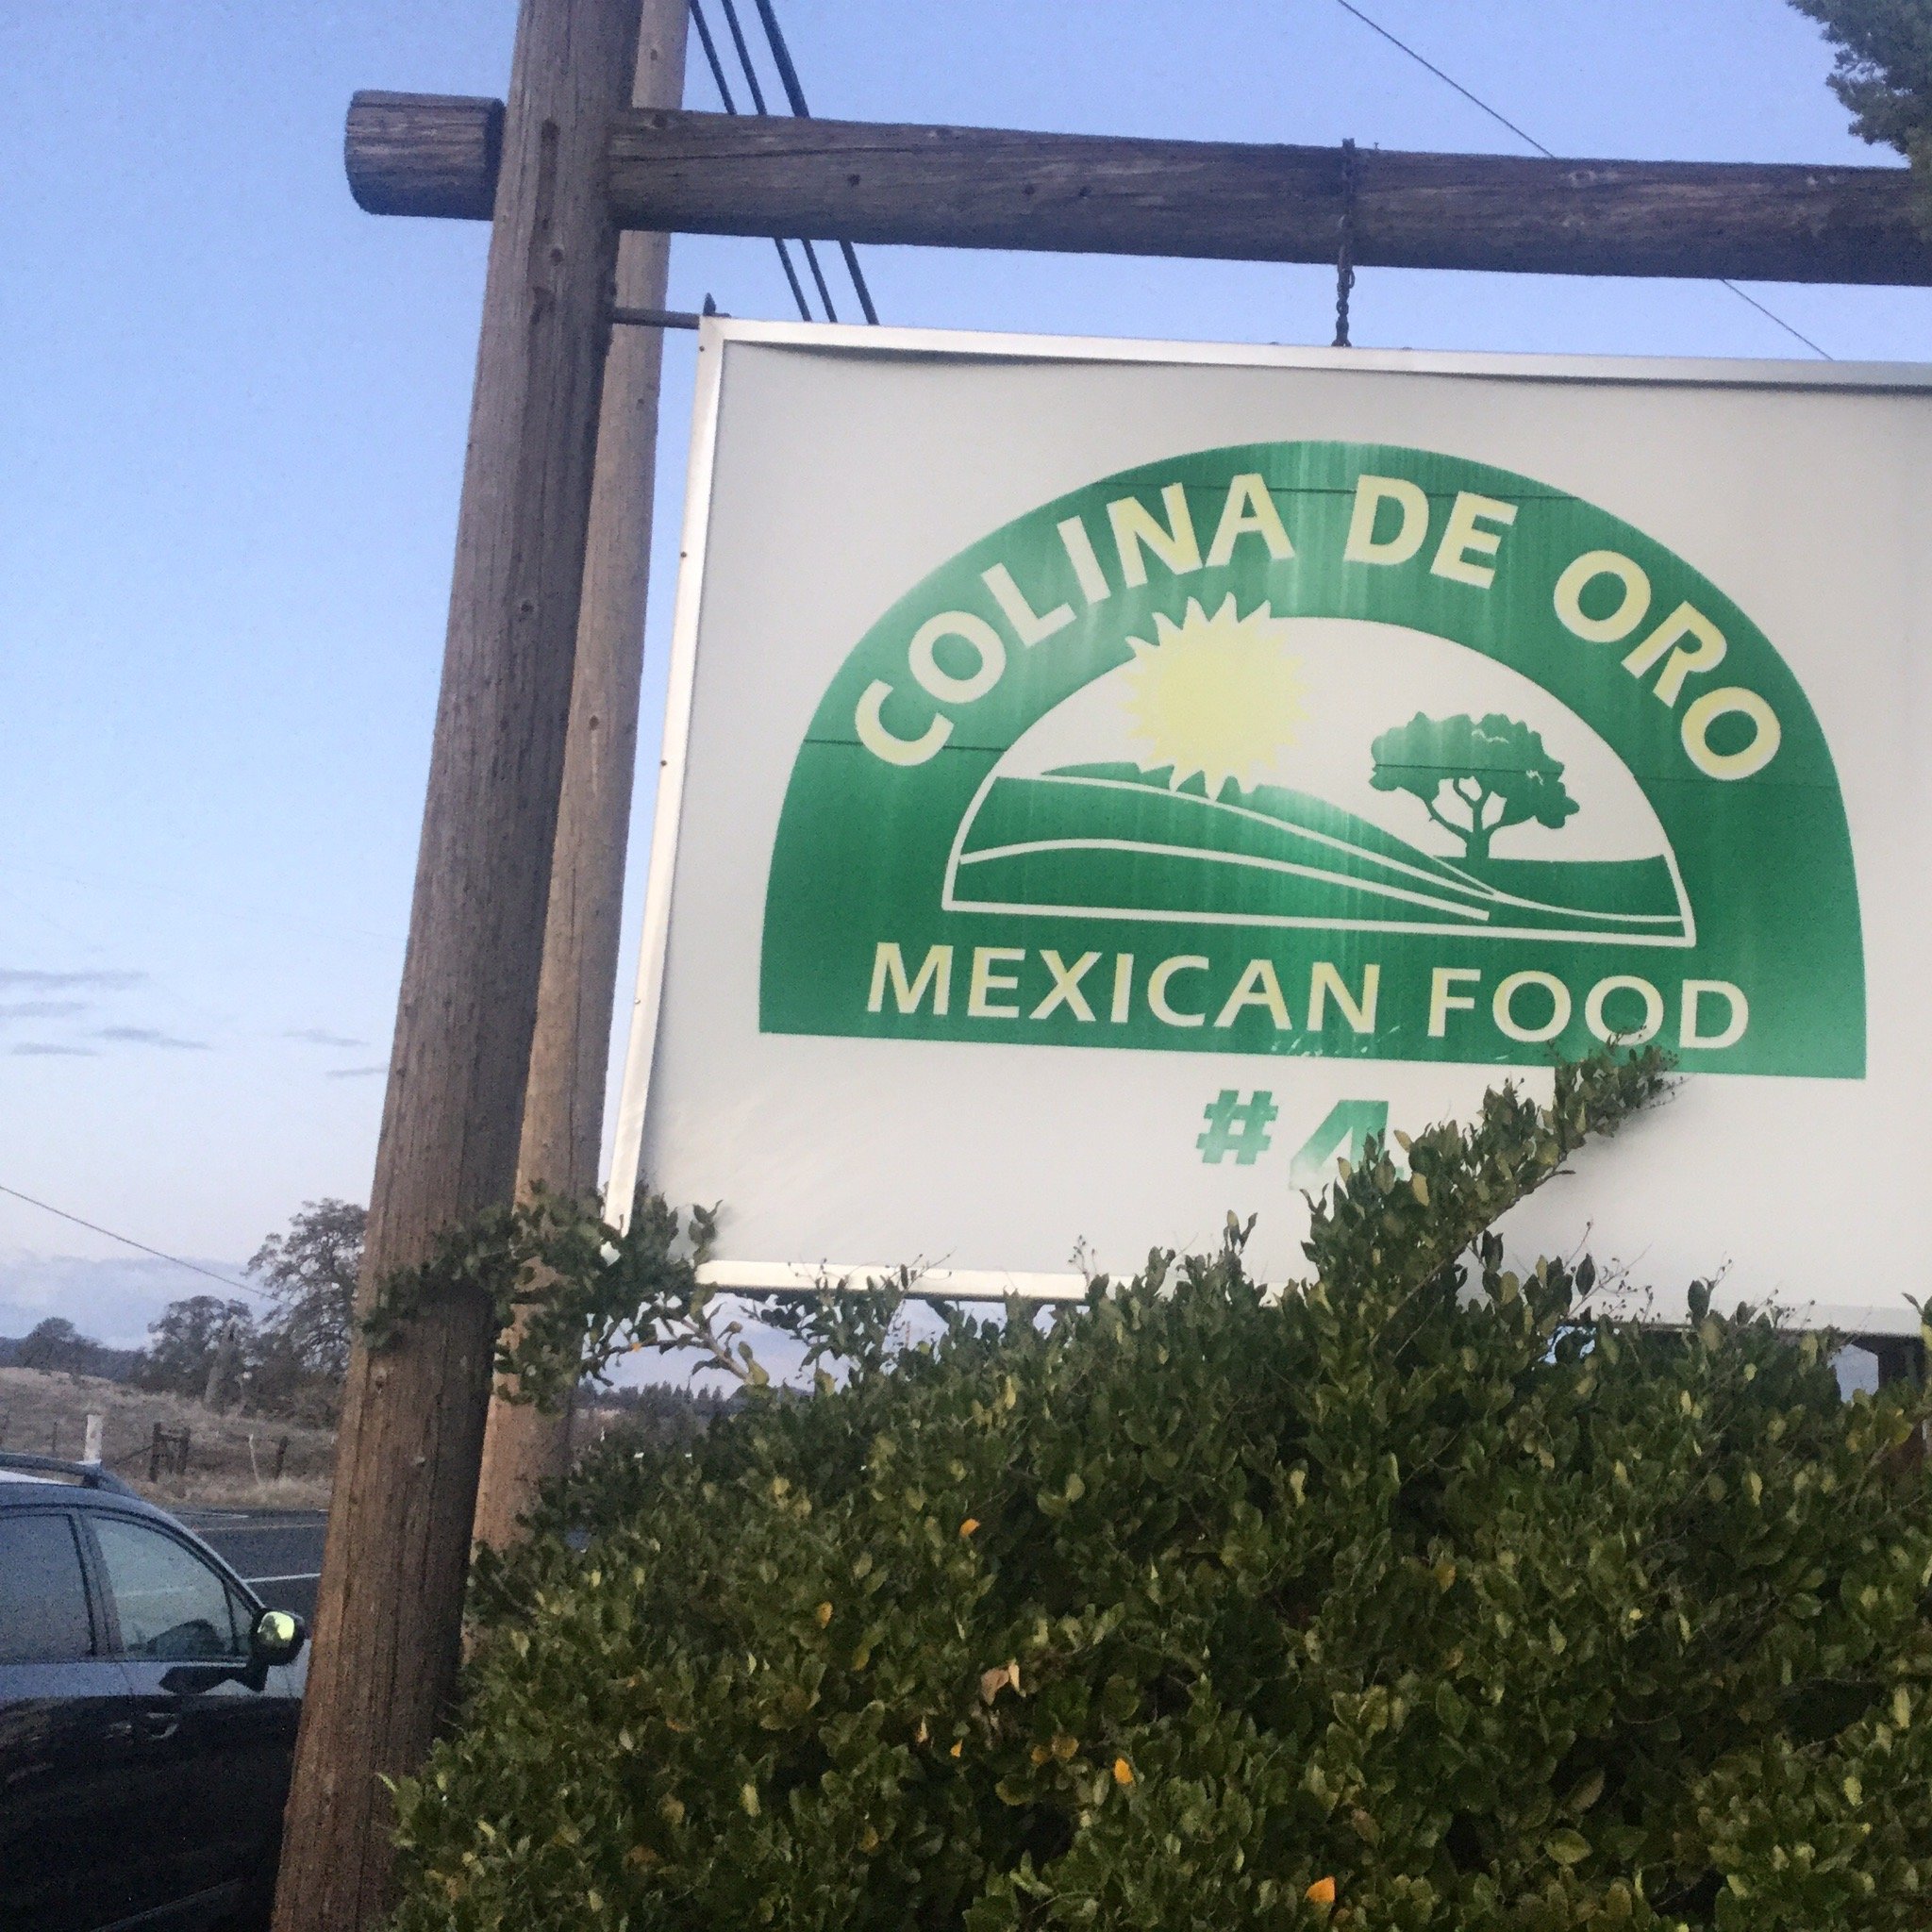 COLINA DE ORO
MEXICAN FOOD
#4